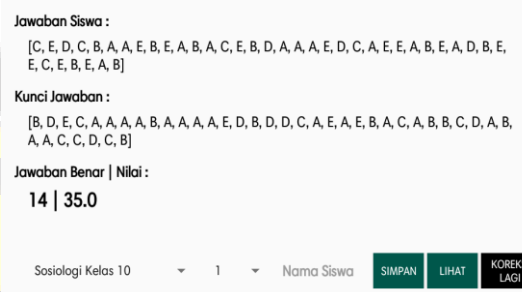 Jawaban Siswa :
[C, E, D, C, B, A, A, E, B, E, A, B, A, C, E, B, D, A, A, A, E, D, C, A, E, E, A, B, E, A, D, B, E,
E, C, E, B, E, A, B]
Kunci Jawaban :
[B, D, E, C, A, A, A, A, B, A, A, A, A, E, D, B, D, D, C, A, E, A, E, B, A, C, A, B, B, C, D, A, B,
A, A, C, C, D, C, B]
Jawaban Benar | Nilai :
14 | 35.0
Sosiologi Kelas 10 1 Nama Siswa SIMPAN LIHAT KOREK
LAGI